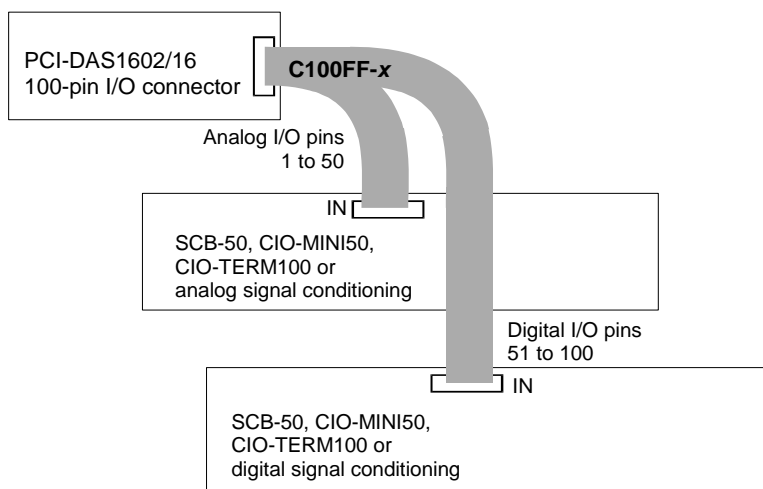 PCI-DAS1602/16
100-pin I/O connector
C100FF-x
Analog I/O pins
1 to 50
IN
SCB-50, CIO-MINI50,
CIO-TERM100 or
analog signal conditioning
Digital I/O pins
51 to 100
IN
SCB-50, CIO-MINI50,
CIO-TERM100 or
digital signal conditioning